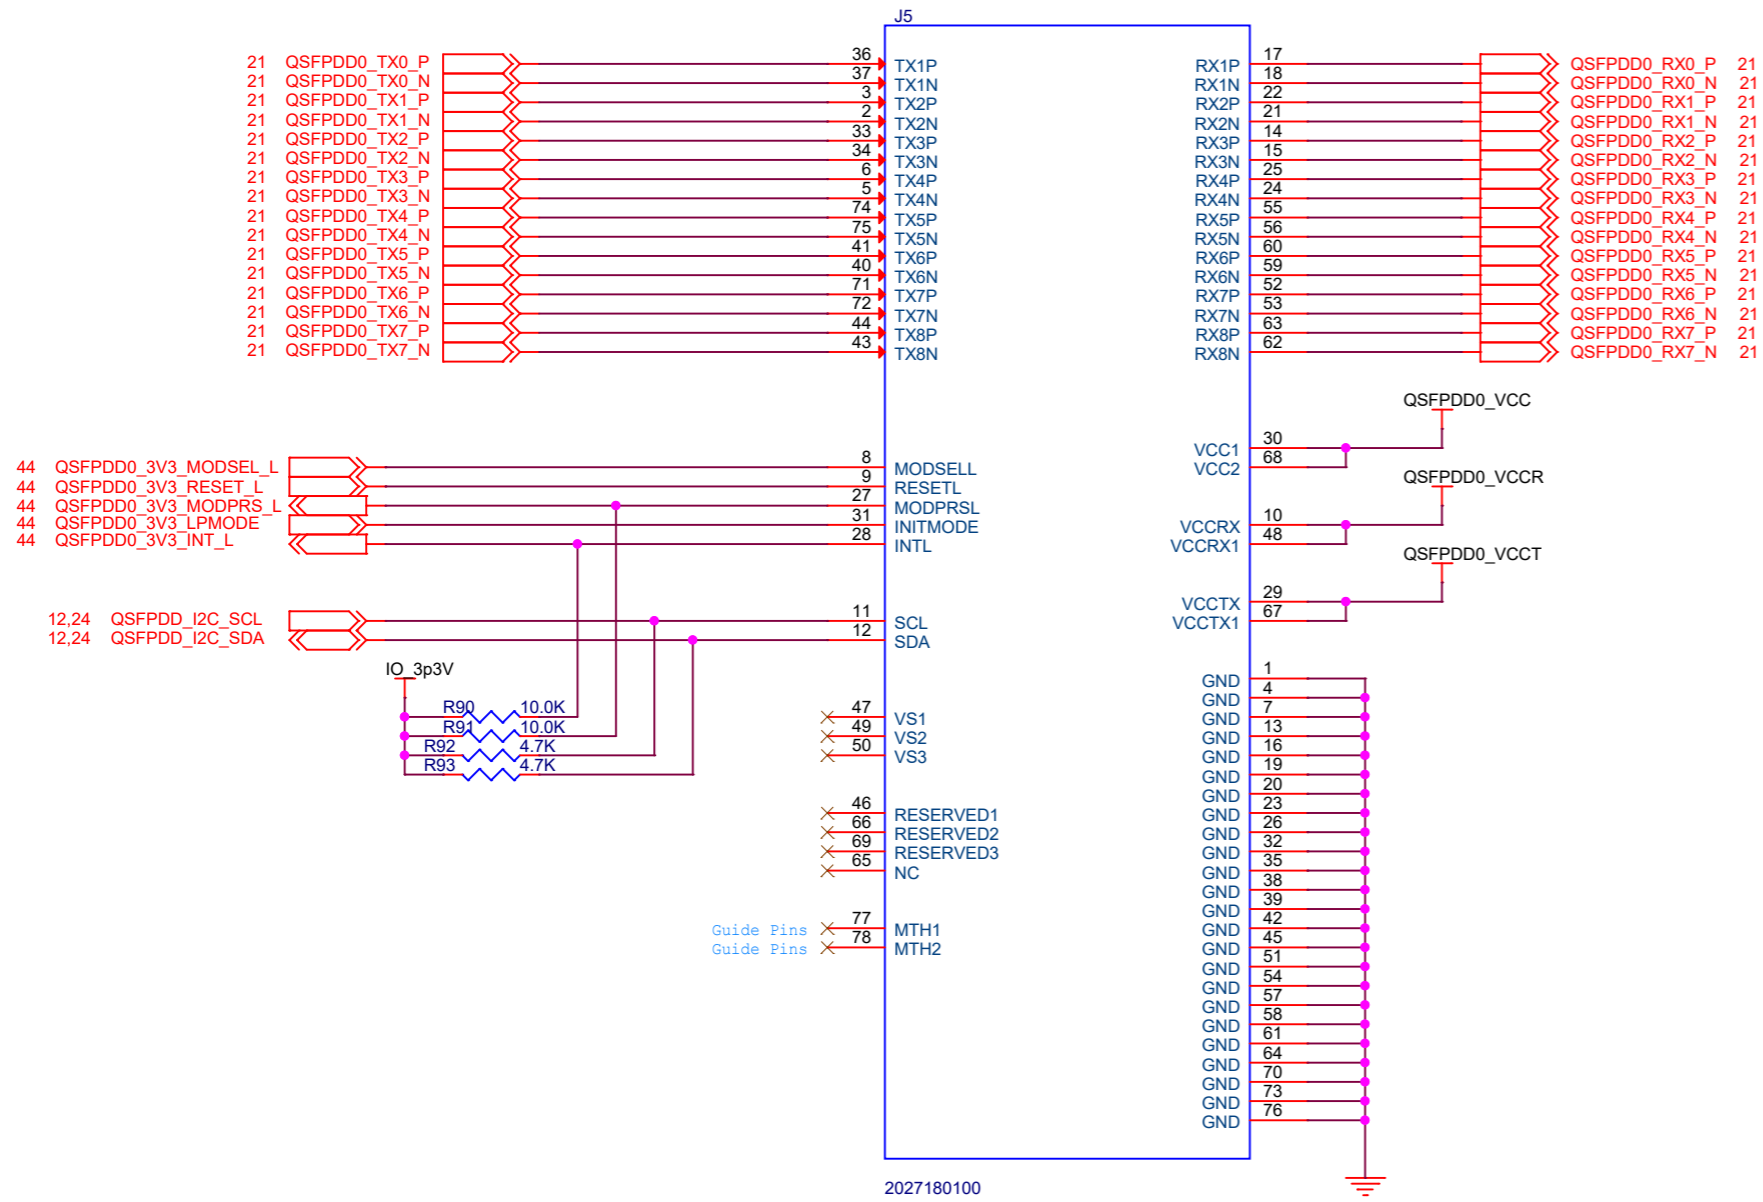 J5
21 QSFPDD0_TX0_P 36 TX1P RX1P 17 QSFPDD0_RX0_P 21
21 QSFPDD0_TX0_N 37 TX1N RX1N 18 QSFPDD0_RX0_N 21
21 QSFPDD0_TX1_P 3 TX2P RX2P 22 QSFPDD0_RX1_P 21
21 QSFPDD0_TX1_N 2 TX2N RX2N 21 QSFPDD0_RX1_N 21
21 QSFPDD0_TX2_P 33 TX3P RX3P 14 QSFPDD0_RX2_P 21
21 QSFPDD0_TX2_N 34 TX3N RX3N 15 QSFPDD0_RX2_N 21
21 QSFPDD0_TX3_P 6 TX4P RX4P 25 QSFPDD0_RX3_P 21
21 QSFPDD0_TX3_N 5 TX4N RX4N 24 QSFPDD0_RX3_N 21
21 QSFPDD0_TX4_P 74 TX5P RX5P 55 QSFPDD0_RX4_P 21
21 QSFPDD0_TX4_N 75 TX5N RX5N 56 QSFPDD0_RX4_N 21
21 QSFPDD0_TX5_P 41 TX6P RX6P 60 QSFPDD0_RX5_P 21
21 QSFPDD0_TX5_N 40 TX6N RX6N 59 QSFPDD0_RX5_N 21
21 QSFPDD0_TX6_P 71 TX7P RX7P 52 QSFPDD0_RX6_P 21
21 QSFPDD0_TX6_N 72 TX7N RX7N 53 QSFPDD0_RX6_N 21
21 QSFPDD0_TX7_P 44 TX8P RX8P 63 QSFPDD0_RX7_P 21
21 QSFPDD0_TX7_N 43 TX8N RX8N 62 QSFPDD0_RX7_N 21
QSFPDD0_VCC
VCC1 30
VCC2 68
44 QSFPDD0_3V3_MODSEL_L 8 MODSELL
44 QSFPDD0_3V3_RESET_L 9 RESETL
44 QSFPDD0_3V3_MODPRS_L 27 MODPRSL
44 QSFPDD0_3V3_LPMODE 31 INITMODE
44 QSFPDD0_3V3_INT_L 28 INTL
QSFPDD0_VCCR
VCCRX 10
VCCRX1 48
QSFPDD0_VCCT
VCCTX 29
VCCTX1 67
12,24 QSFPDD_I2C_SCL 11 SCL
12,24 QSFPDD_I2C_SDA 12 SDA
IO_3p3V
R90 10.0K
R91 10.0K
R92 4.7K
R93 4.7K
47 VS1
49 VS2
50 VS3
46 RESERVED1
66 RESERVED2
69 RESERVED3
65 NC
Guide Pins 77 MTH1
Guide Pins 78 MTH2
GND 1
GND 4
GND 7
GND 13
GND 16
GND 19
GND 20
GND 23
GND 26
GND 32
GND 35
GND 38
GND 39
GND 42
GND 45
GND 51
GND 54
GND 57
GND 58
GND 61
GND 64
GND 70
GND 73
GND 76
2027180100